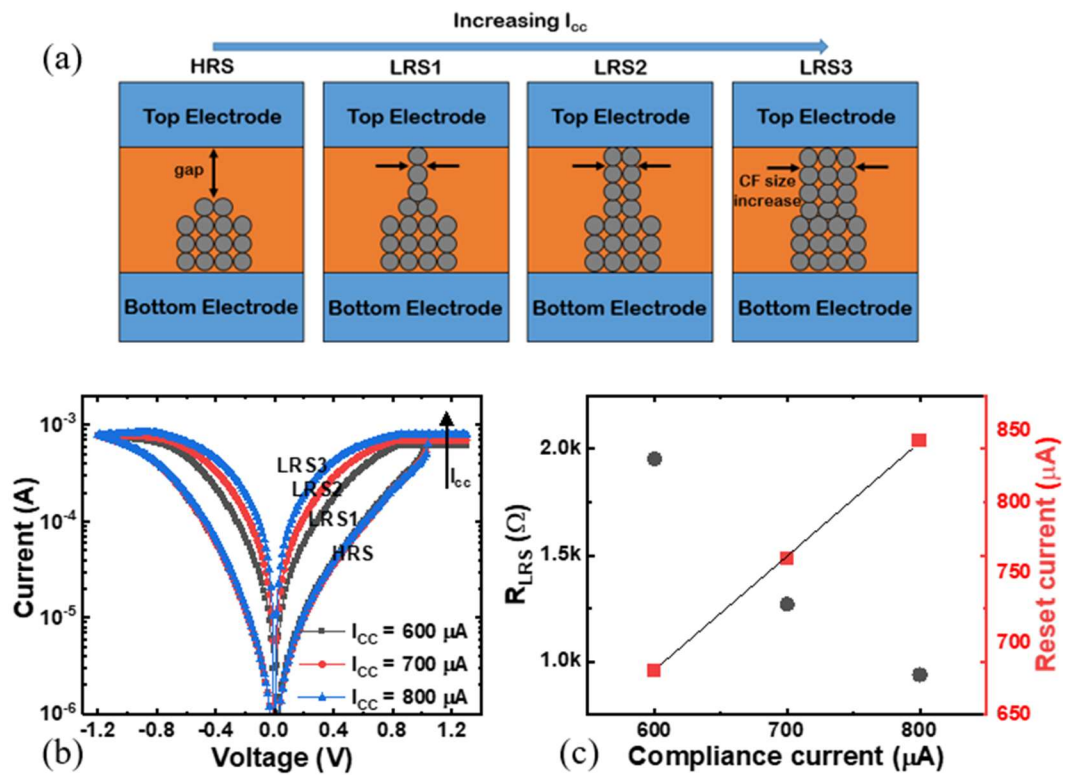 Increasing Icc
(a)
HRS LRS1 LRS2 LRS3
Top Electrode Top Electrode Top Electrode Top Electrode
gap
CF size
increase
Bottom Electrode Bottom Electrode Bottom Electrode Bottom Electrode
10⁻³
10⁻⁴
10⁻⁵
10⁻⁶
Current (A)
LRS3
LRS2
LRS1
HRS
Icc
ICC = 600 μA
ICC = 700 μA
ICC = 800 μA
-1.2 -0.8 -0.4 0.0 0.4 0.8 1.2
(b) Voltage (V)
2.0k
1.5k
1.0k
RLRS (Ω)
850
800
750
700
650
Reset current (μA)
600 700 800
(c) Compliance current (μA)